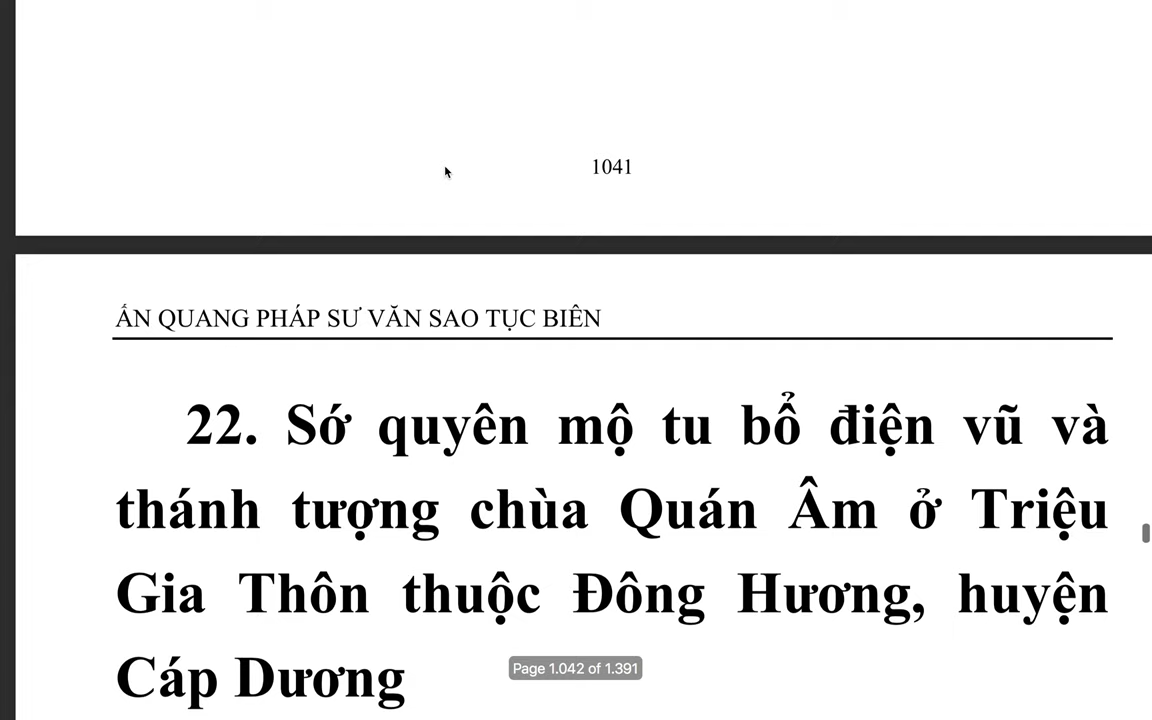 1041
ẤN QUANG PHÁP SƯ VĂN SAO TỤC BIÊN
22. Sớ quyên mộ tu bổ điện vũ và
thánh tượng chùa Quán Âm ở Triệu
Gia Thôn thuộc Đông Hương, huyện
Cáp Dương
Page 1.042 of 1.391